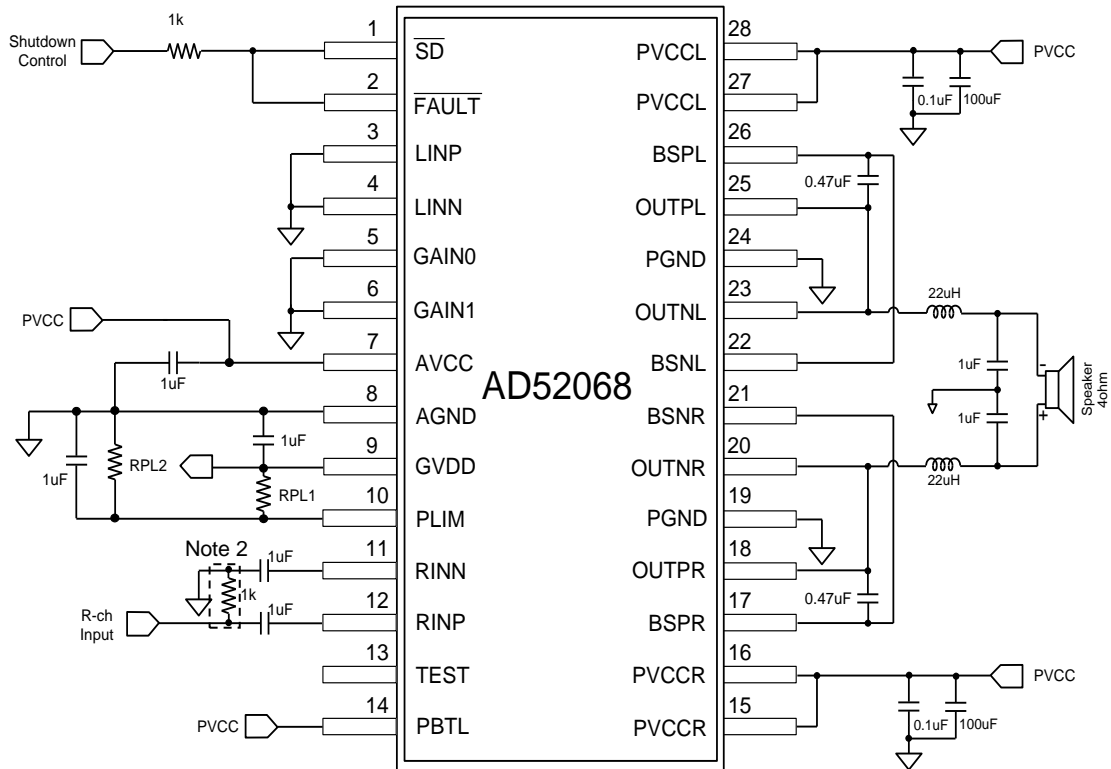 Shutdown
Control
1k
1
SD
2
FAULT
3
LINP
4
LINN
5
GAIN0
6
GAIN1
PVCC
7
AVCC
1uF
8
AGND
1uF
9
GVDD
1uF
RPL2
RPL1
10
PLIM
Note 2
11
RINN
1uF
1k
R-ch
Input
12
RINP
1uF
13
TEST
14
PBTL
PVCC
AD52068
28
PVCCL
PVCC
27
PVCCL
0.1uF
100uF
26
BSPL
0.47uF
25
OUTPL
24
PGND
23
OUTNL
22uH
22
BSNL
1uF
-
Speaker
4ohm
+
1uF
21
BSNR
20
OUTNR
22uH
19
PGND
18
OUTPR
0.47uF
17
BSPR
16
PVCCR
PVCC
15
PVCCR
0.1uF
100uF